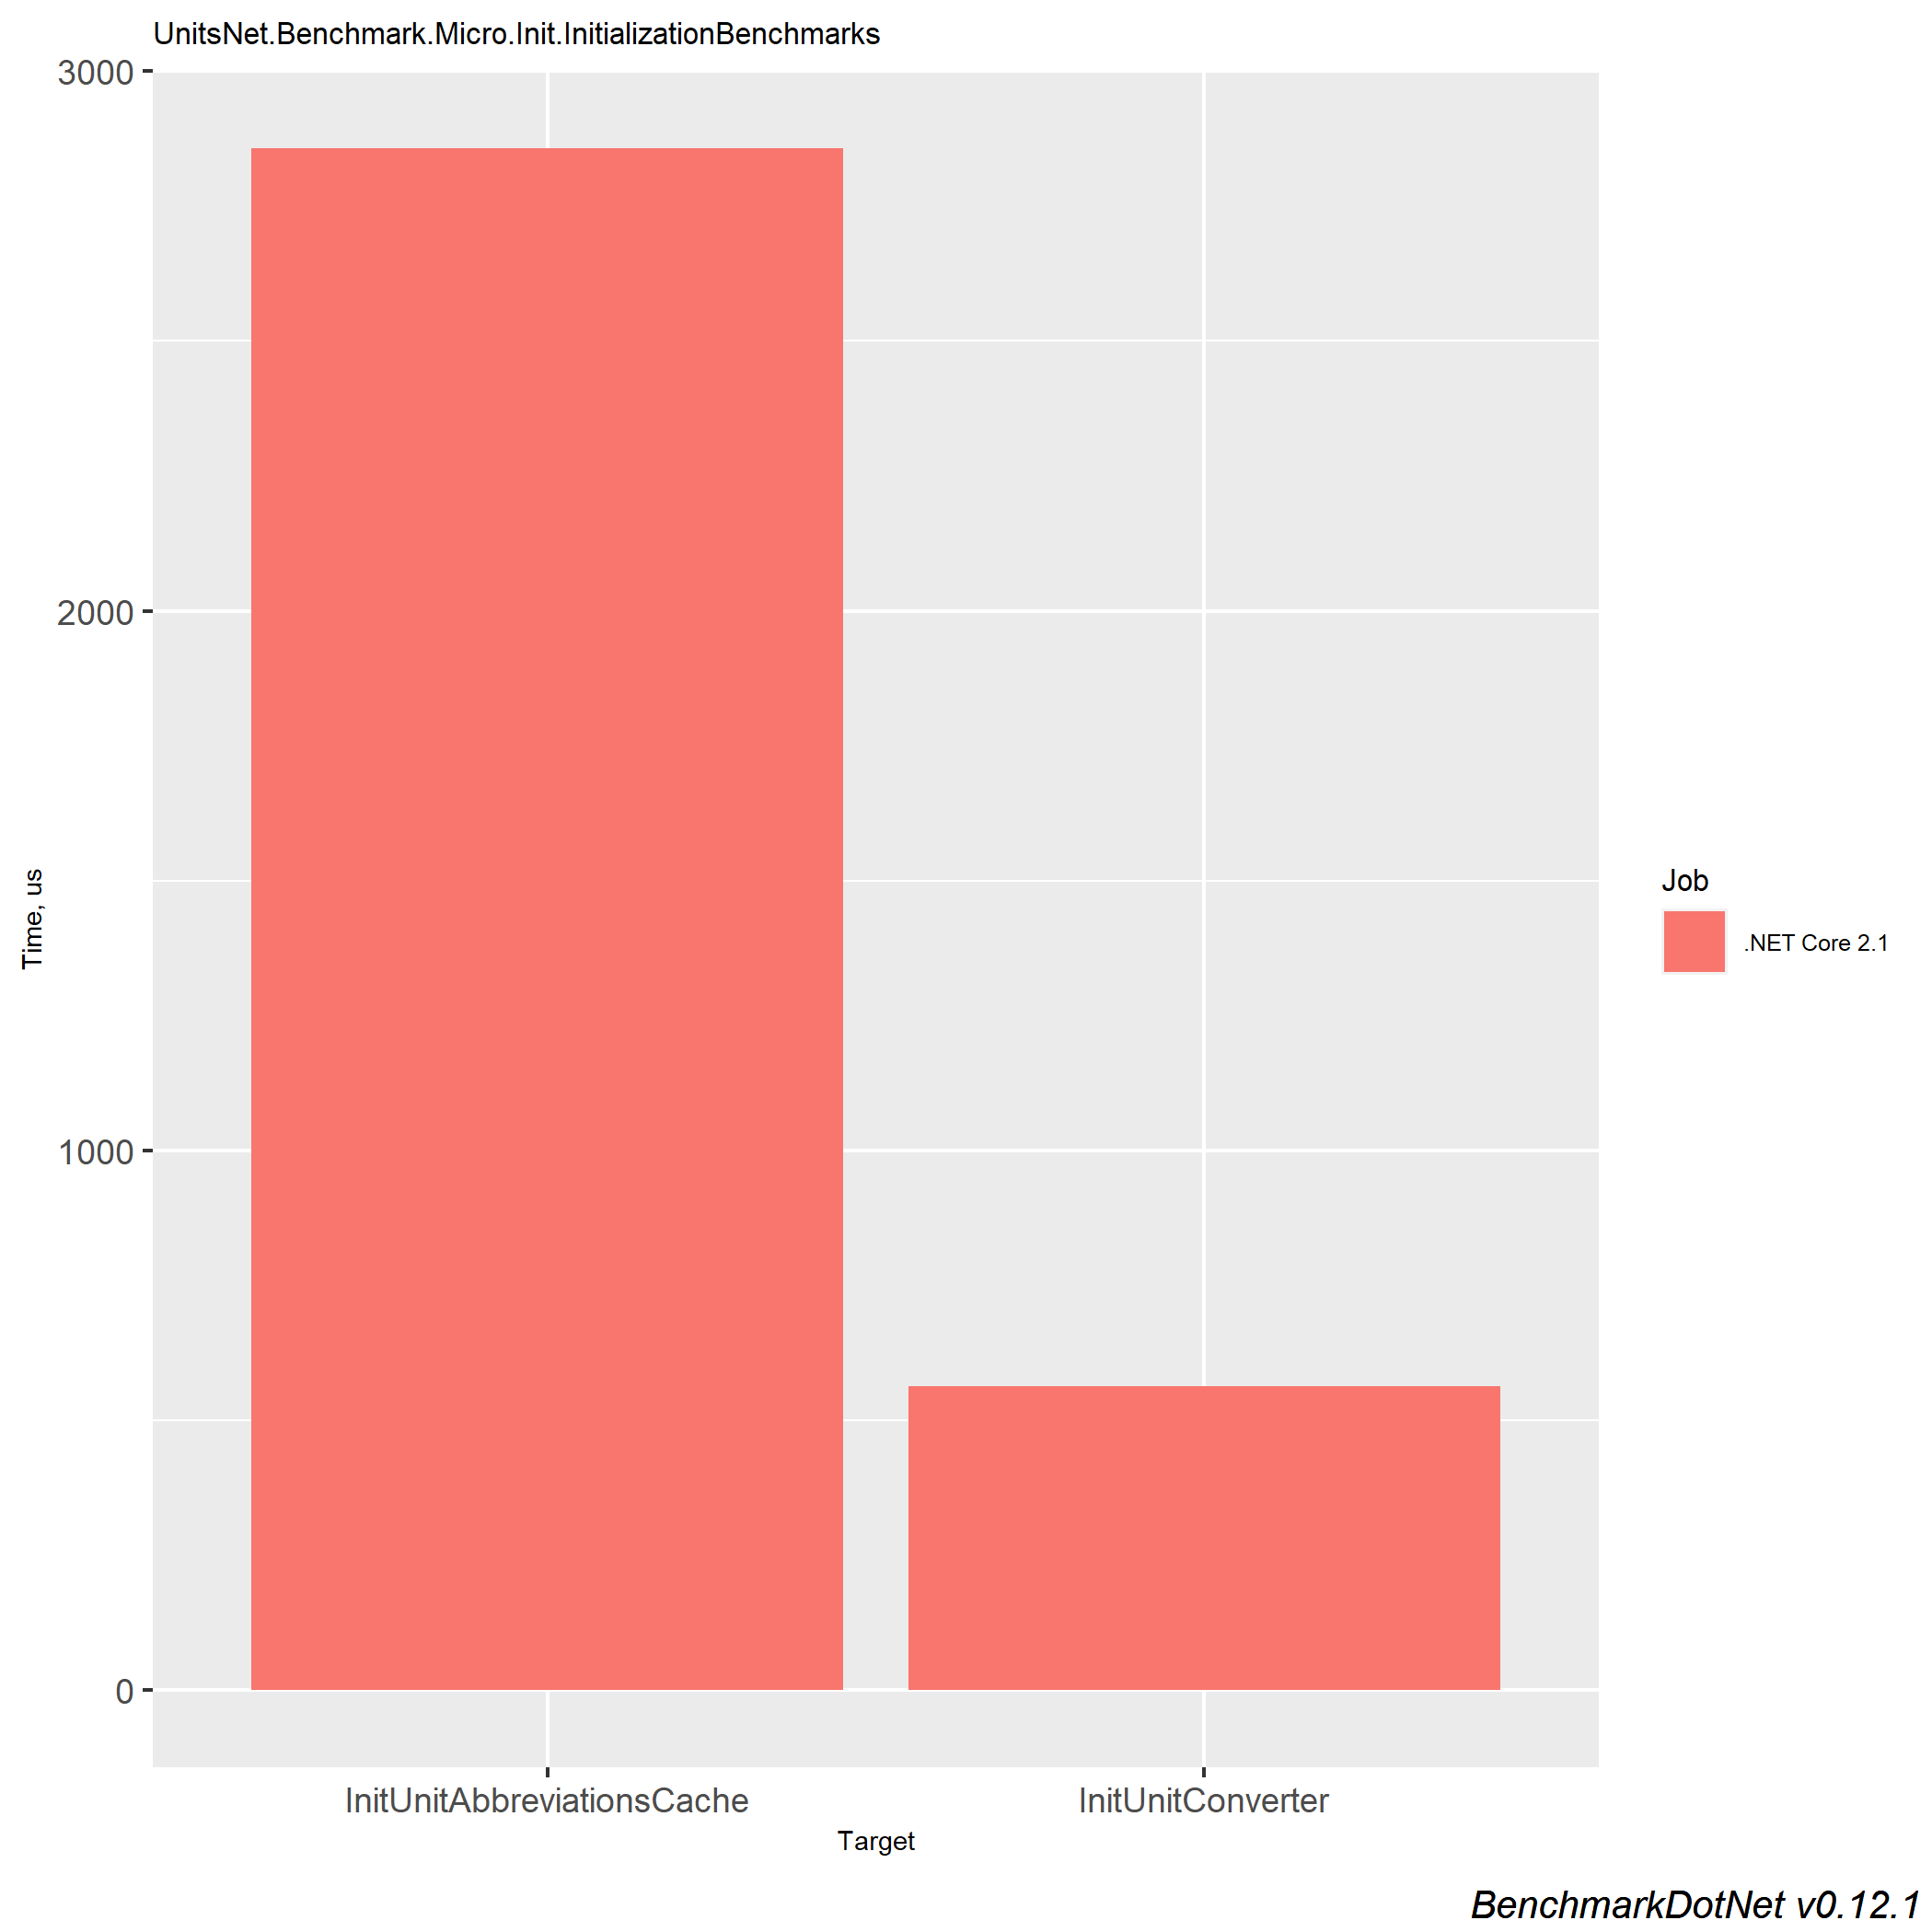 UnitsNet.Benchmark.Micro.Init.InitializationBenchmarks
3000
2000
1000
0
Time, us
InitUnitAbbreviationsCache
InitUnitConverter
Target
Job
.NET Core 2.1
BenchmarkDotNet v0.12.1